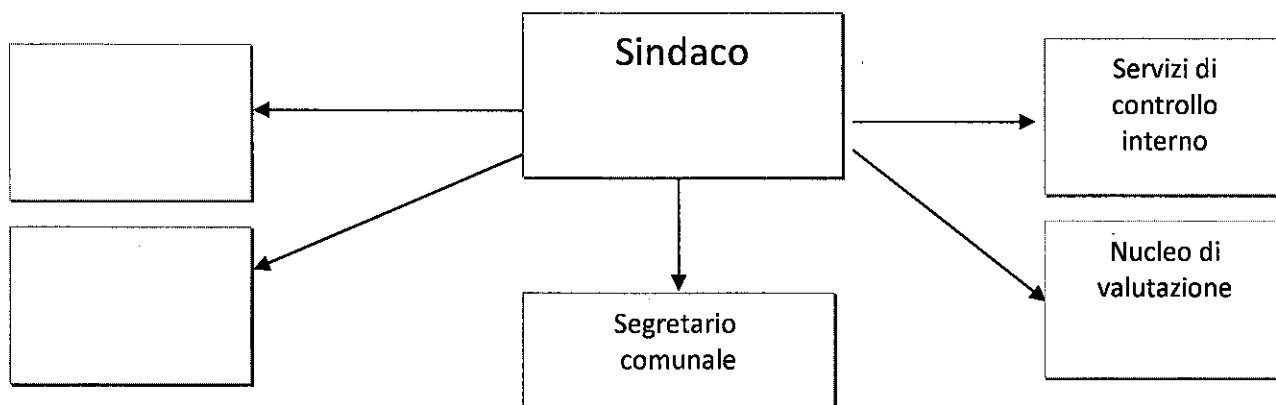 Sindaco
Servizi di
controllo
interno
Nucleo di
valutazione
Segretario
comunale